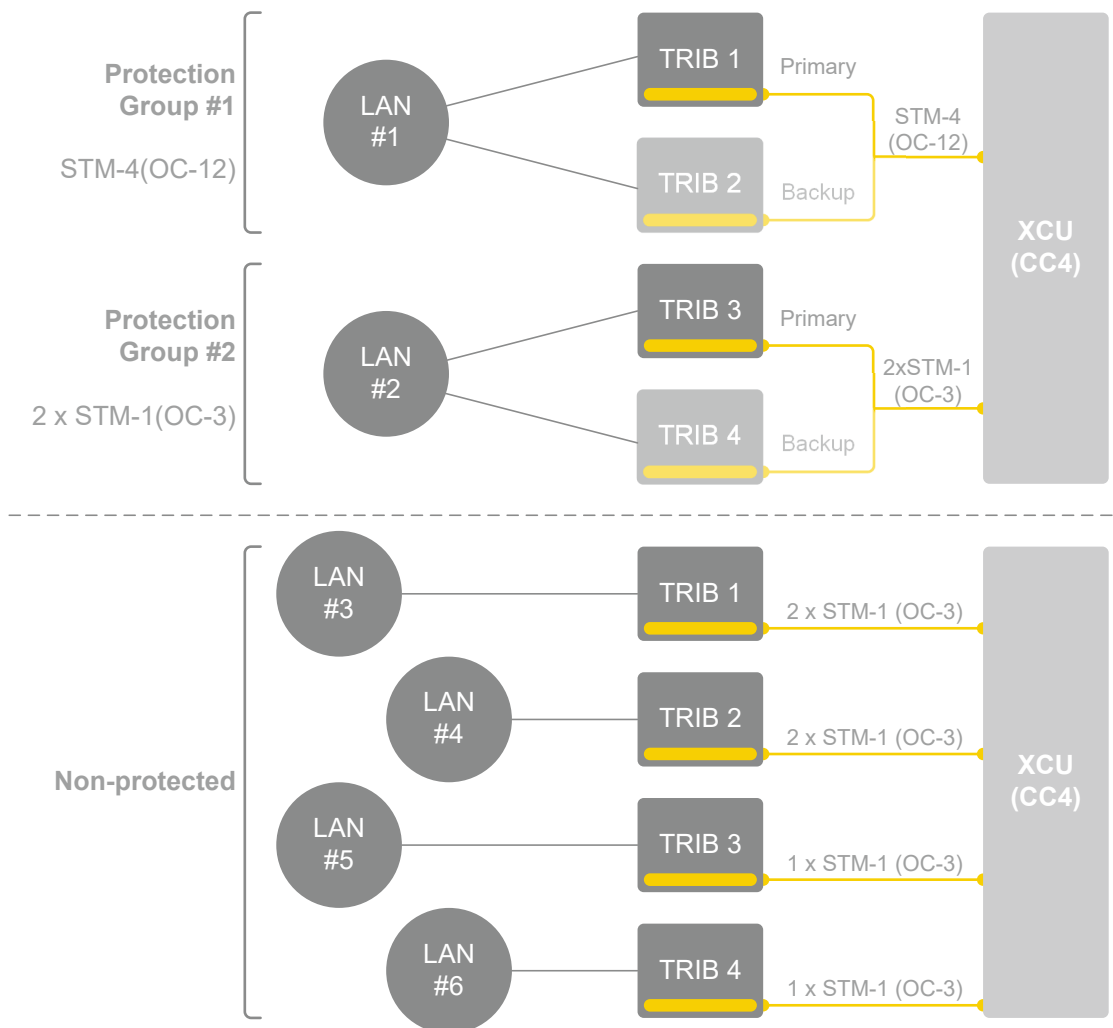 Protection
Group #1
STM-4(OC-12)
LAN
#1
TRIB 1
Primary
TRIB 2
Backup
STM-4
(OC-12)
XCU
(CC4)
Protection
Group #2
2 x STM-1(OC-3)
LAN
#2
TRIB 3
Primary
TRIB 4
Backup
2xSTM-1
(OC-3)
Non-protected
LAN
#3
TRIB 1
2 x STM-1 (OC-3)
LAN
#4
TRIB 2
2 x STM-1 (OC-3)
XCU
(CC4)
LAN
#5
TRIB 3
1 x STM-1 (OC-3)
LAN
#6
TRIB 4
1 x STM-1 (OC-3)